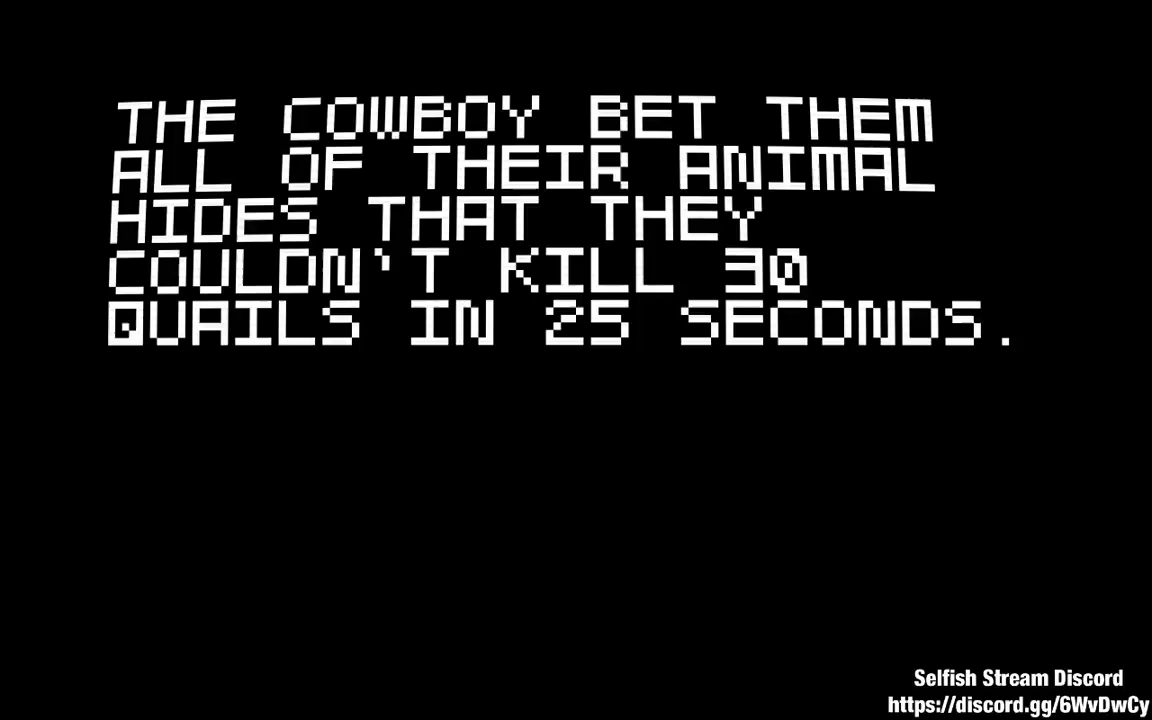 THE COWBOY BET THEM
ALL OF THEIR ANIMAL
HIDES THAT THEY
COULDN'T KILL 30
QUAILS IN 25 SECONDS.
Selfish Stream Discord
https://discord.gg/6WvDwCy